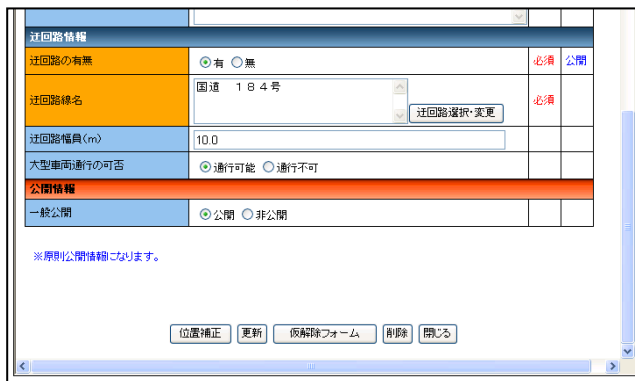 迂回路情報
迂回路の有無 有 無 必須 公開
迂回路線名 国道 184号 迂回路選択・変更 必須
迂回路幅員(m) 10.0
大型車両通行の可否 通行可能 通行不可
公開情報
一般公開 公開 非公開
※原則公開情報になります。
位置補正 更新 仮解除フォーム 削除 閉じる